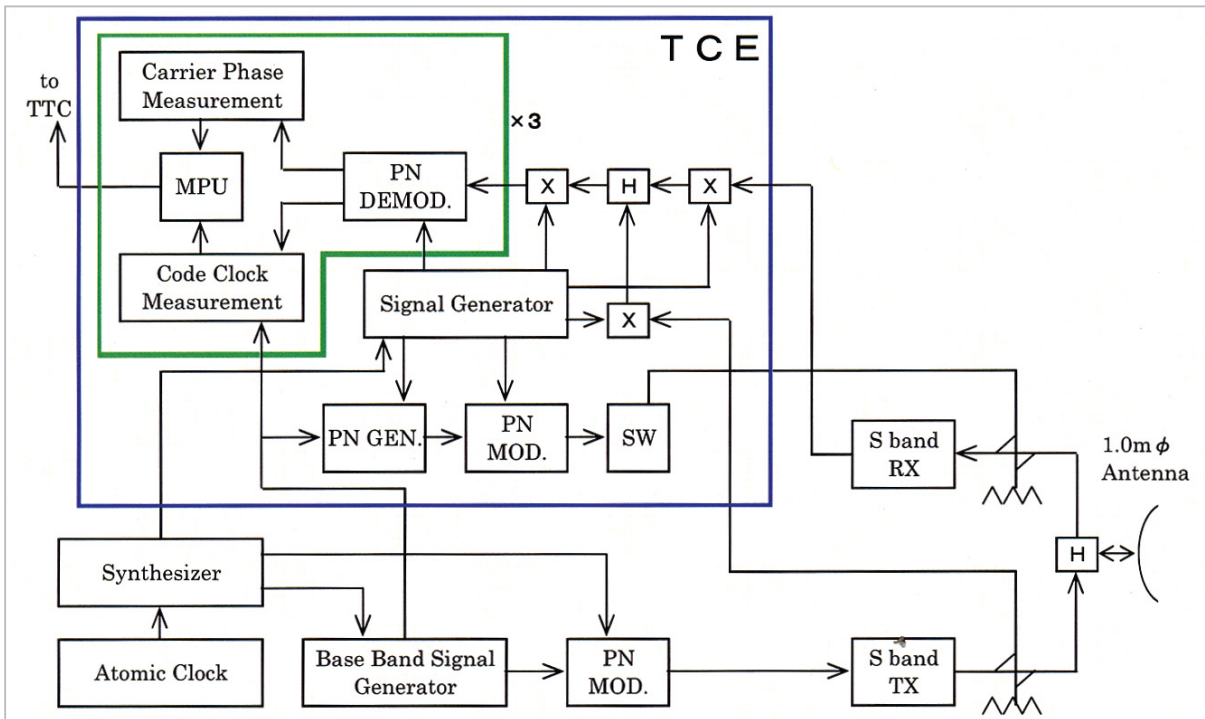 TCE
Carrier Phase
Measurement
to
TTC
×3
MPU
PN
DEMOD.
X
H
X
Code Clock
Measurement
Signal Generator
X
PN GEN.
PN
MOD.
SW
S band
RX
1.0m ϕ
Antenna
H
Synthesizer
Atomic Clock
Base Band Signal
Generator
PN
MOD.
S band
TX